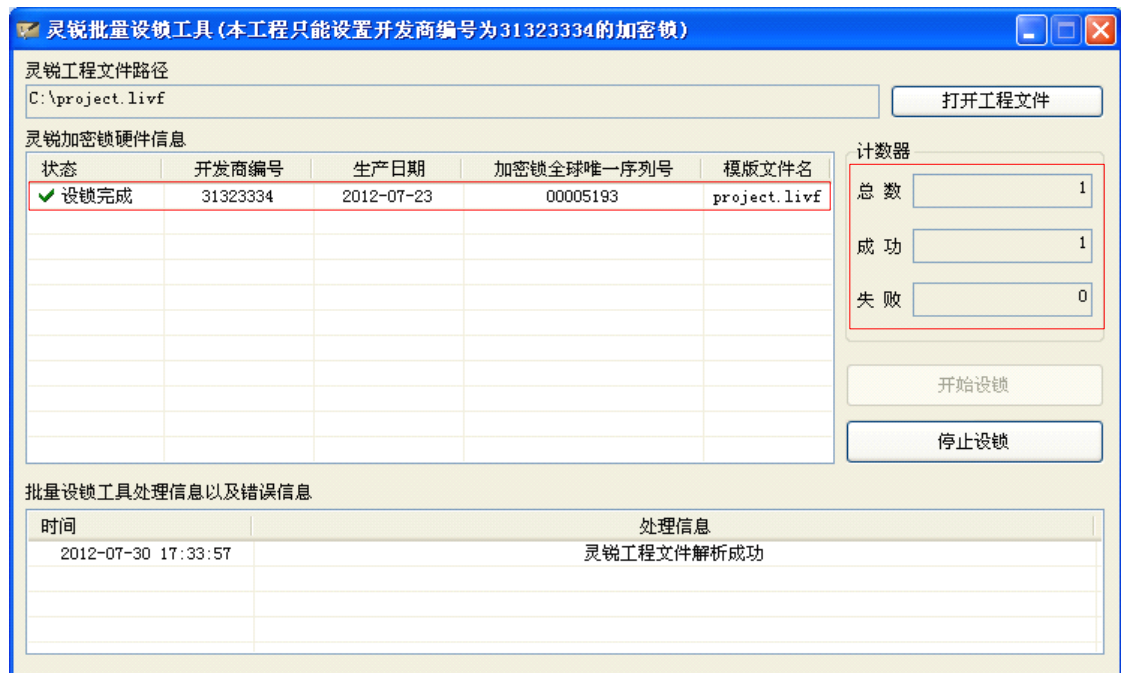 灵锐批量设锁工具(本工程只能设置开发商编号为31323334的加密锁)
灵锐工程文件路径
C:\project.livf
打开工程文件
灵锐加密锁硬件信息
状态 开发商编号 生产日期 加密锁全球唯一序列号 模版文件名
设锁完成 31323334 2012-07-23 00005193 project.livf
计数器
总 数 1
成 功 1
失 败 0
开始设锁
停止设锁
批量设锁工具处理信息以及错误信息
时间 处理信息
2012-07-30 17:33:57 灵锐工程文件解析成功